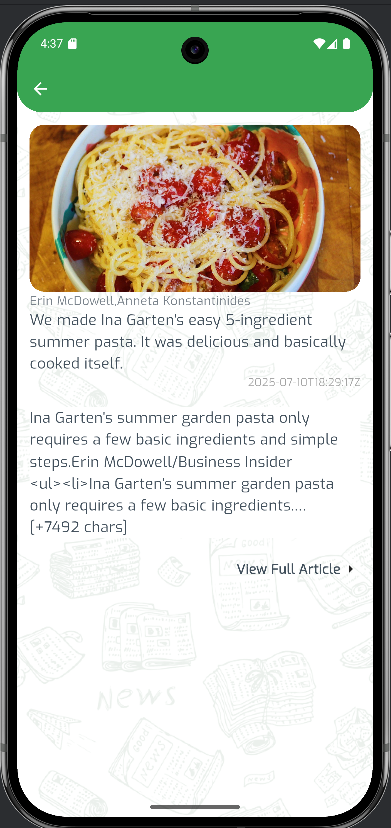 4:37
Erin McDowell,Anneta Konstantinides
We made Ina Garten's easy 5-ingredient
summer pasta. It was delicious and basically
cooked itself.
2025-07-10T18:29:17Z
Ina Garten's summer garden pasta only
requires a few basic ingredients and simple
steps.Erin McDowell/Business Insider
<ul><li>Ina Garten's summer garden pasta
only requires a few basic ingredients....
[+7492 chars]
View Full Article
NEWS